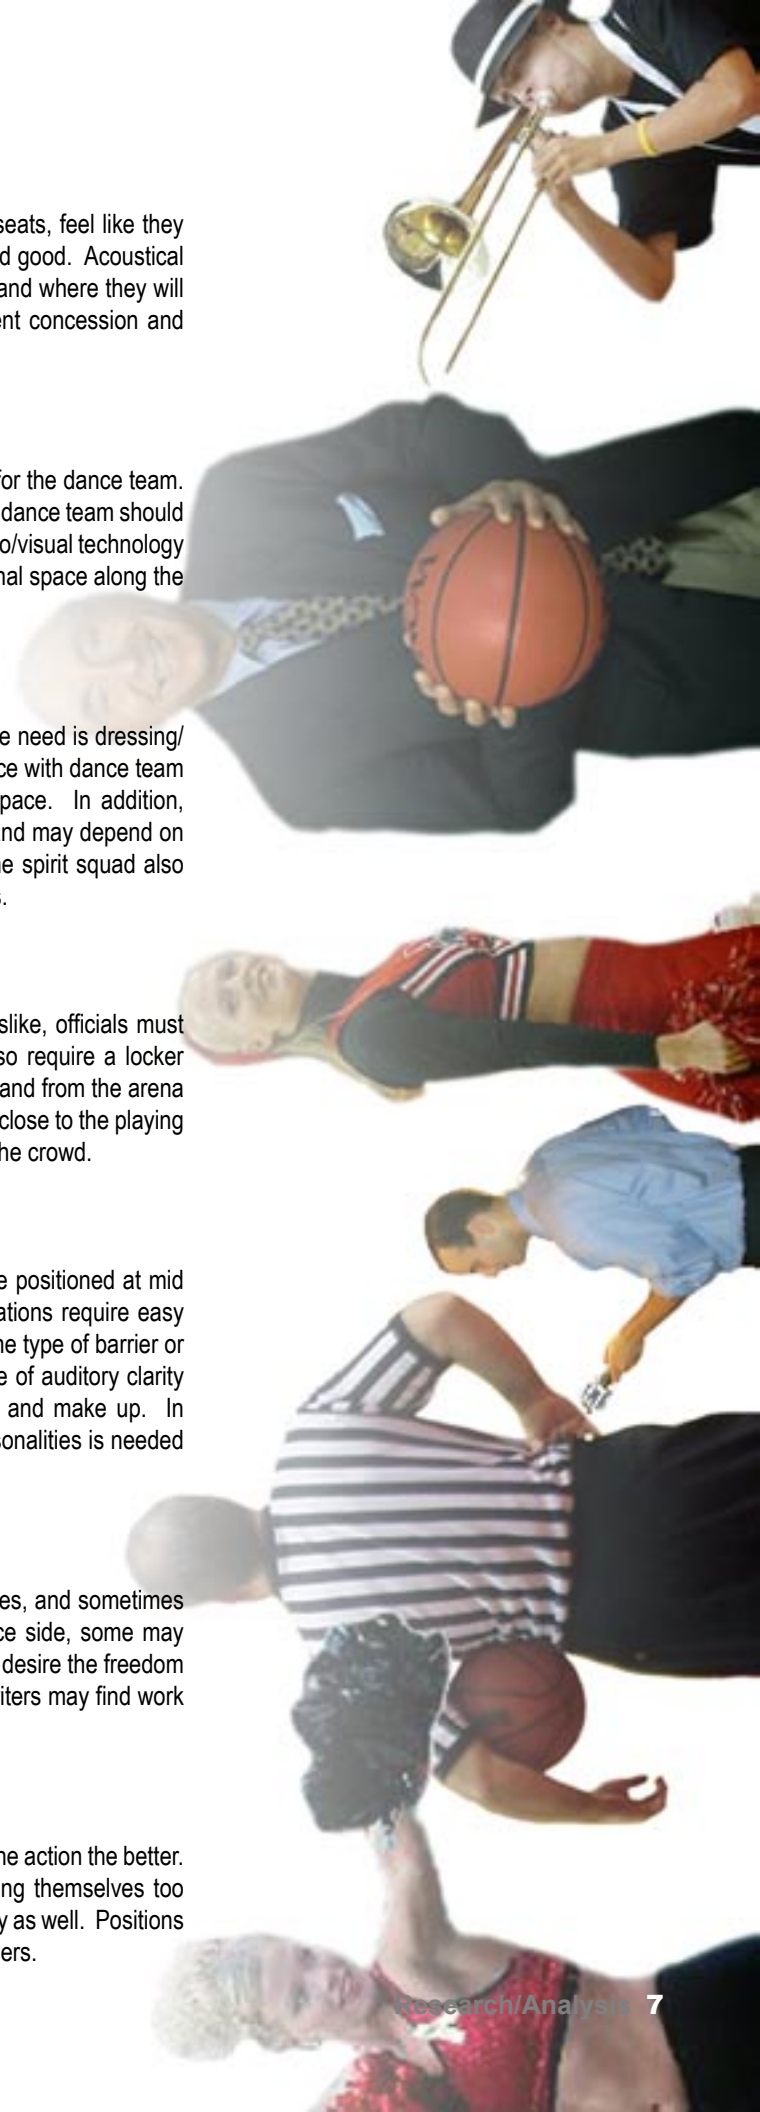 seats, feel like they
d good. Acoustical
and where they will
nt concession and
for the dance team.
dance team should
o/visual technology
nal space along the
e need is dressing/
ce with dance team
pace. In addition,
nd may depend on
e spirit squad also
.
slike, officials must
so require a locker
and from the arena
close to the playing
he crowd.
e positioned at mid
ations require easy
ne type of barrier or
e of auditory clarity
and make up. In
sonalities is needed
es, and sometimes
ce side, some may
desire the freedom
iters may find work
he action the better.
ng themselves too
y as well. Positions
ers.
Research/Analysis 7